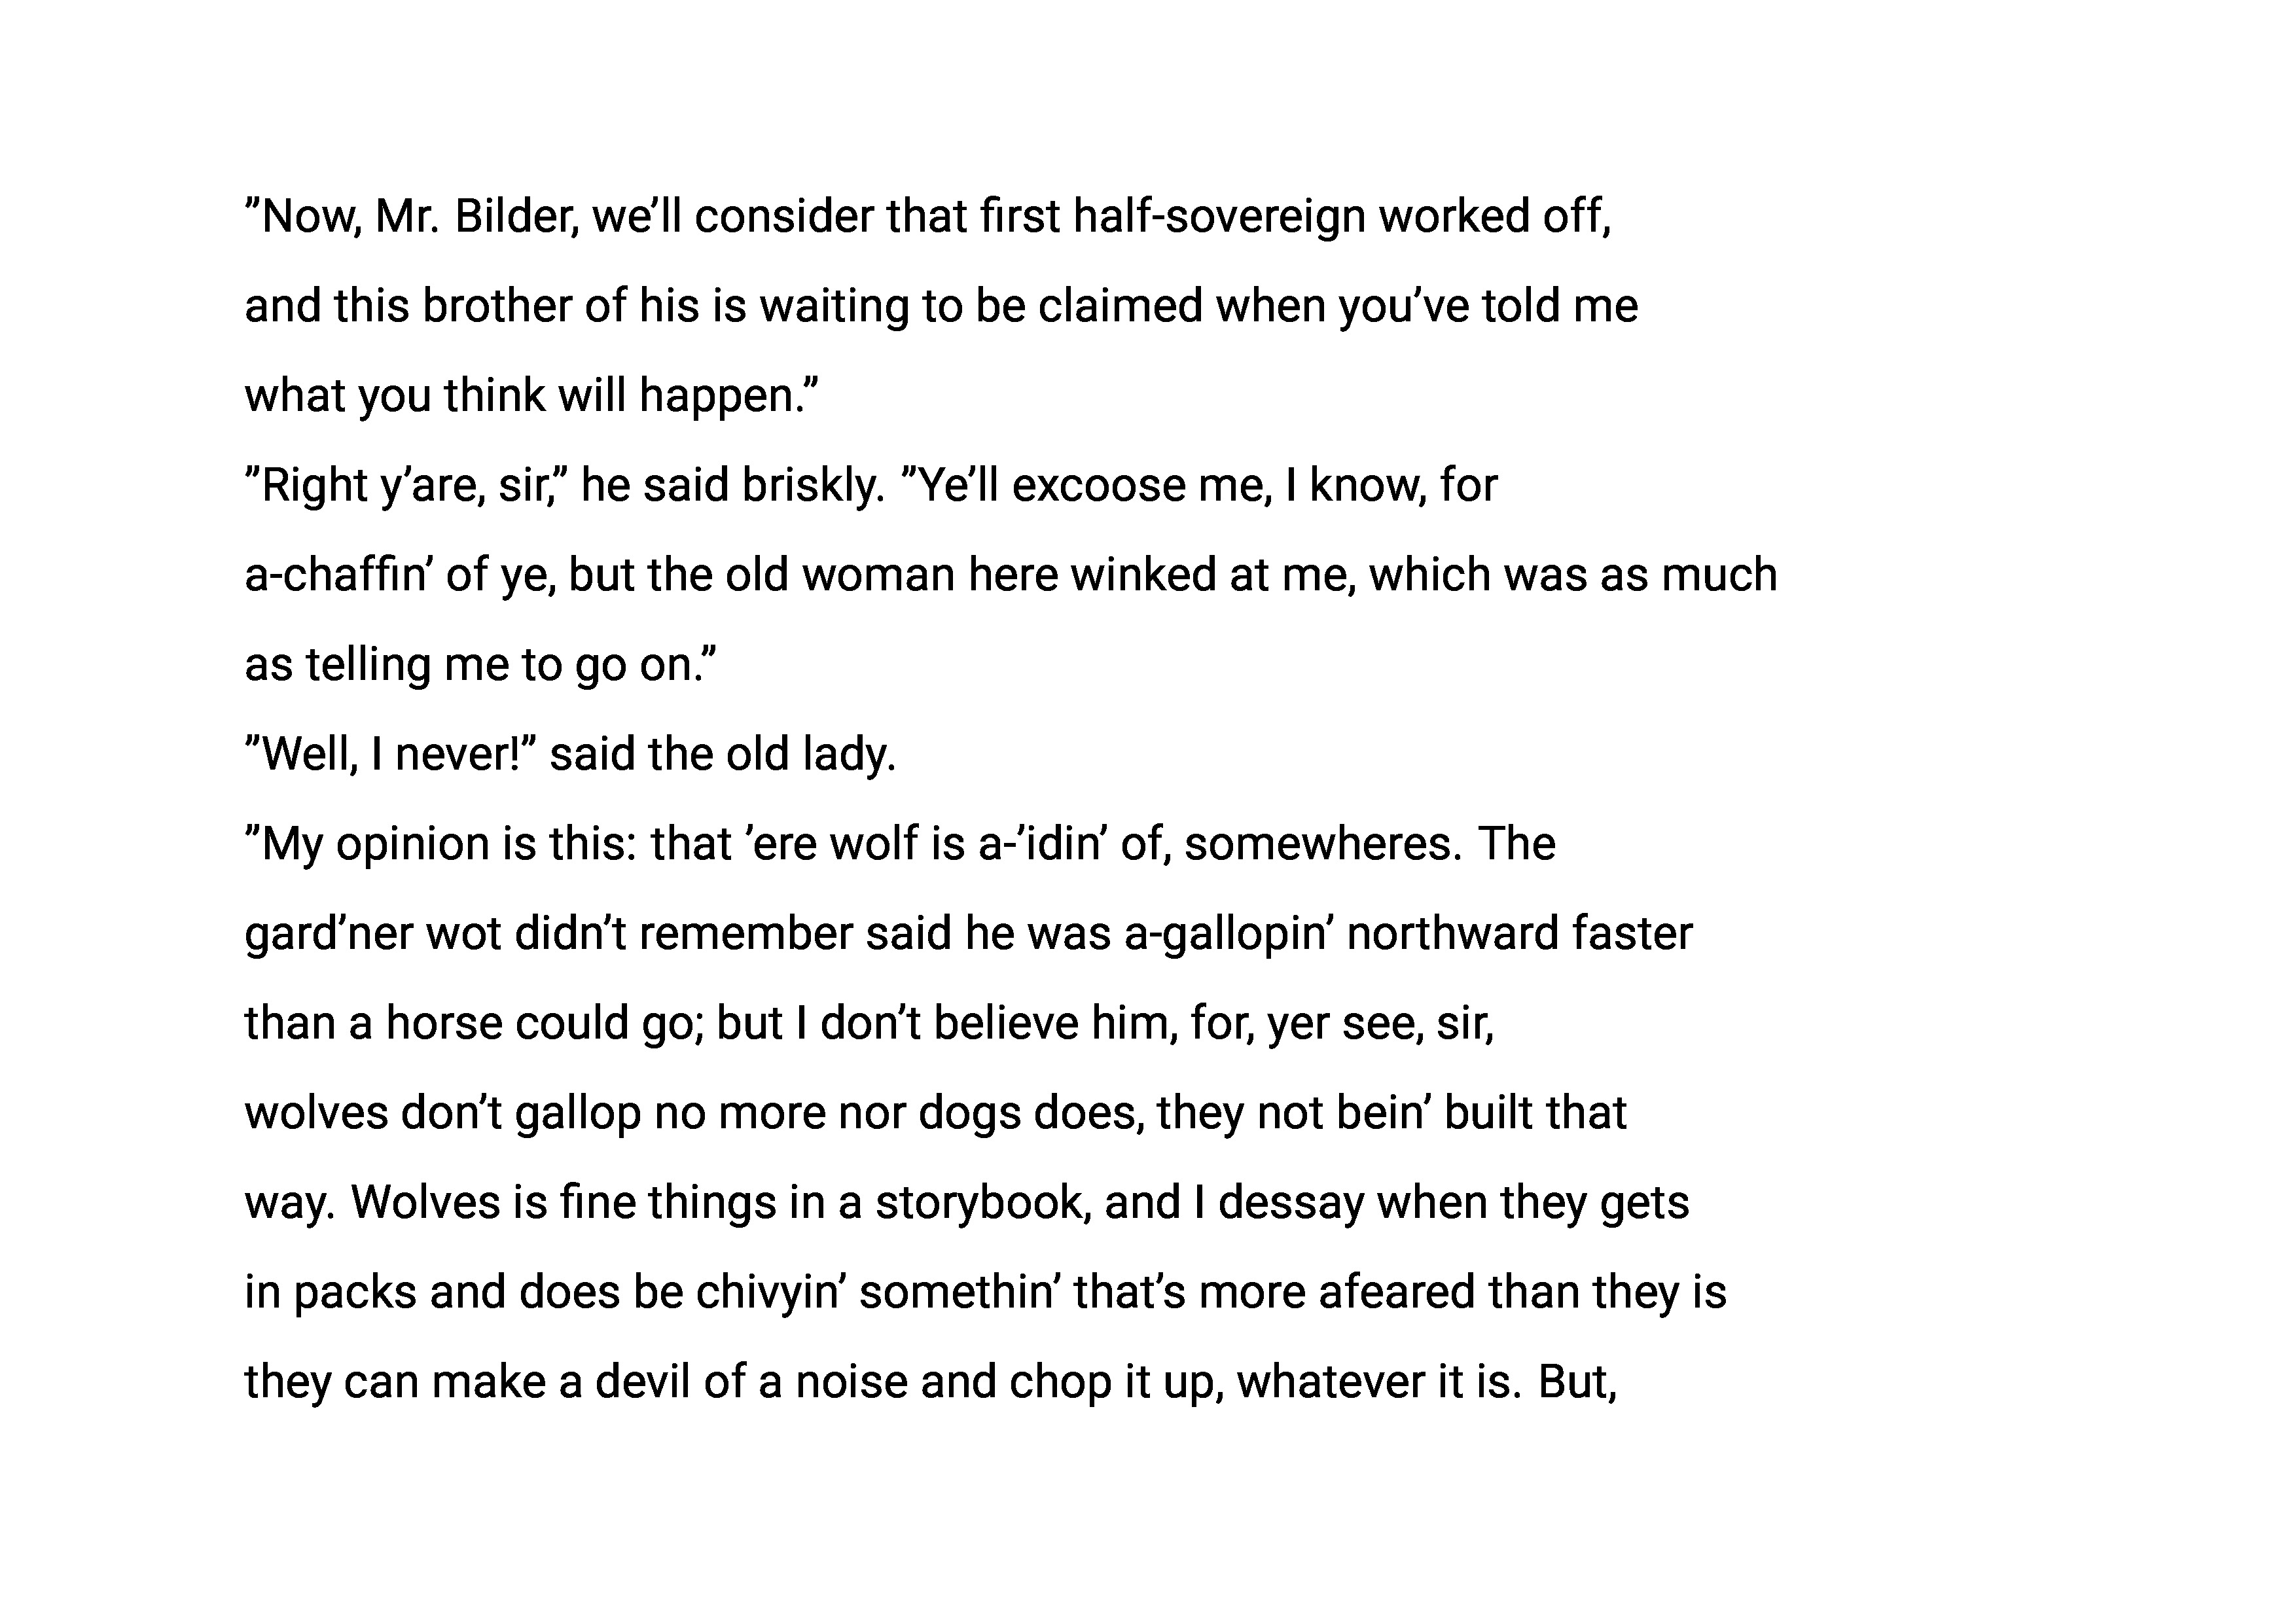 ”Now, Mr. Bilder, we’ll consider that first half-sovereign worked off,
and this brother of his is waiting to be claimed when you’ve told me
what you think will happen.”
”Right y’are, sir,” he said briskly. ”Ye’ll excoose me, I know, for
a-chaffin’ of ye, but the old woman here winked at me, which was as much
as telling me to go on.”
”Well, I never!” said the old lady.
”My opinion is this: that ’ere wolf is a-’idin’ of, somewheres. The
gard’ner wot didn’t remember said he was a-gallopin’ northward faster
than a horse could go; but I don’t believe him, for, yer see, sir,
wolves don’t gallop no more nor dogs does, they not bein’ built that
way. Wolves is fine things in a storybook, and I dessay when they gets
in packs and does be chivyin’ somethin’ that’s more afeared than they is
they can make a devil of a noise and chop it up, whatever it is. But,